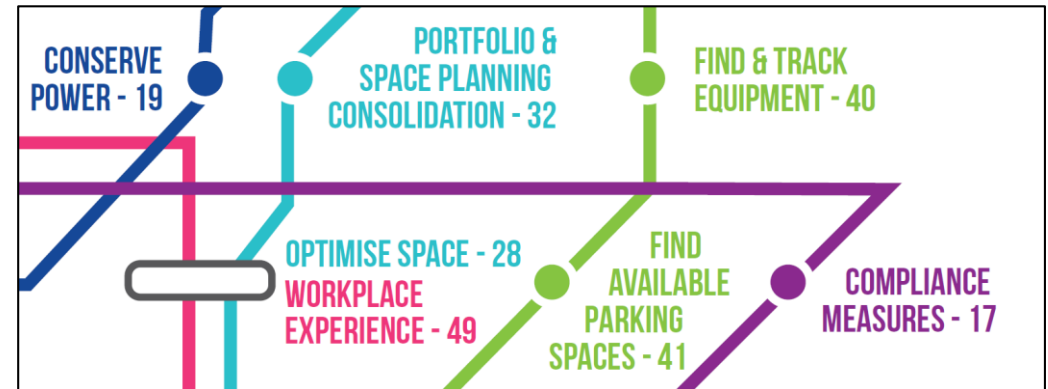 CONSERVE
POWER - 19
PORTFOLIO &
SPACE PLANNING
CONSOLIDATION - 32
FIND & TRACK
EQUIPMENT - 40
OPTIMISE SPACE - 28
WORKPLACE
EXPERIENCE - 49
FIND
AVAILABLE
PARKING
SPACES - 41
COMPLIANCE
MEASURES - 17